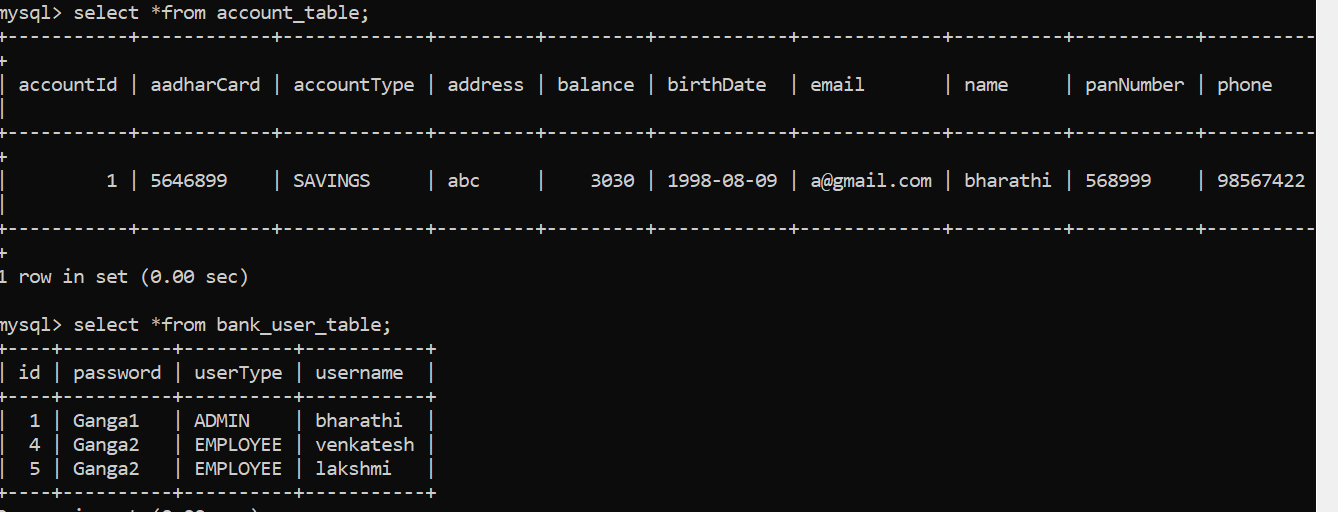 mysql> select *from account_table;
+-----------+------------+-------------+---------+---------+------------+-------------+----------+-----------+----------
+
| accountId | aadharCard | accountType | address | balance | birthDate  | email       | name     | panNumber | phone
|
+-----------+------------+-------------+---------+---------+------------+-------------+----------+-----------+----------
+
|         1 | 5646899    | SAVINGS     | abc     |    3030 | 1998-08-09 | a@gmail.com | bharathi | 568999    | 98567422
|
+-----------+------------+-------------+---------+---------+------------+-------------+----------+-----------+----------
+
1 row in set (0.00 sec)
mysql> select *from bank_user_table;
+----+----------+----------+-----------+
| id | password | userType | username  |
+----+----------+----------+-----------+
|  1 | Ganga1   | ADMIN    | bharathi  |
|  4 | Ganga2   | EMPLOYEE | venkatesh |
|  5 | Ganga2   | EMPLOYEE | lakshmi   |
+----+----------+----------+-----------+